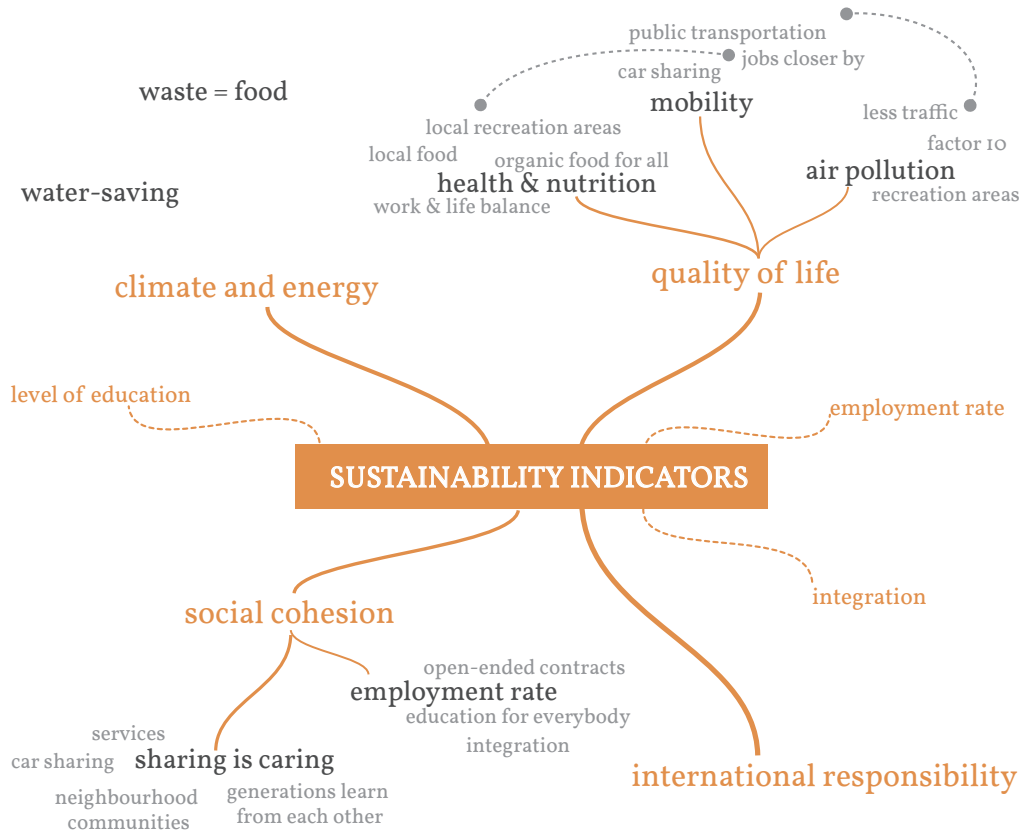 public transportation
jobs closer by
car sharing
waste = food
mobility
less traffic
local recreation areas
factor 10
local food
organic food for all
air pollution
health & nutrition
water-saving
recreation areas
work & life balance
quality of life
climate and energy
level of education
employment rate
SUSTAINABILITY INDICATORS
integration
social cohesion
open-ended contracts
employment rate
education for everybody
services
integration
car sharing
sharing is caring
international responsibility
neighbourhood
communities
generations learn
from each other